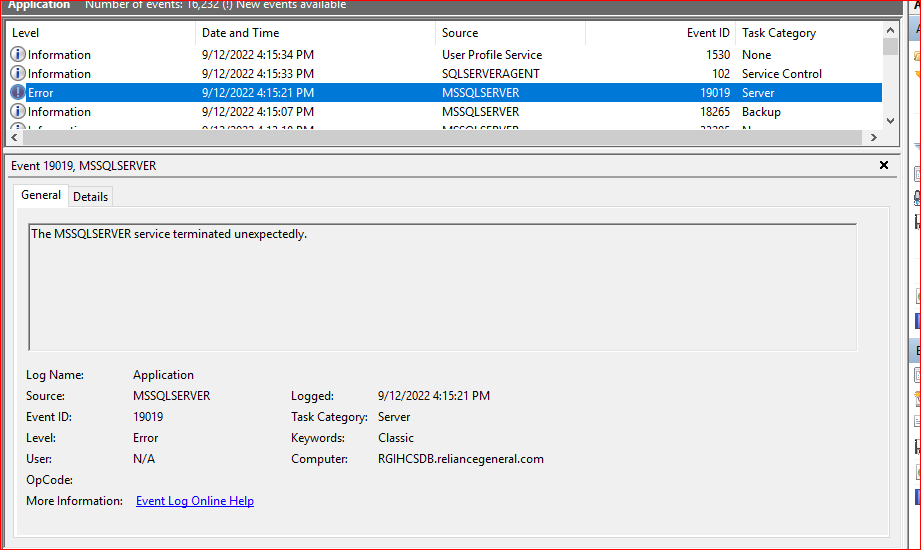 Application Number of events: 16,232 (!) New events available
Level Date and Time Source Event ID Task Category
Information 9/12/2022 4:15:34 PM User Profile Service 1530 None
Information 9/12/2022 4:15:33 PM SQLSERVERAGENT 102 Service Control
Error 9/12/2022 4:15:21 PM MSSQLSERVER 19019 Server
Information 9/12/2022 4:15:07 PM MSSQLSERVER 18265 Backup
Event 19019, MSSQLSERVER
General Details
The MSSQLSERVER service terminated unexpectedly.
Log Name: Application
Source: MSSQLSERVER Logged: 9/12/2022 4:15:21 PM
Event ID: 19019 Task Category: Server
Level: Error Keywords: Classic
User: N/A Computer: RGIHCSDB.reliancegeneral.com
OpCode:
More Information: Event Log Online Help